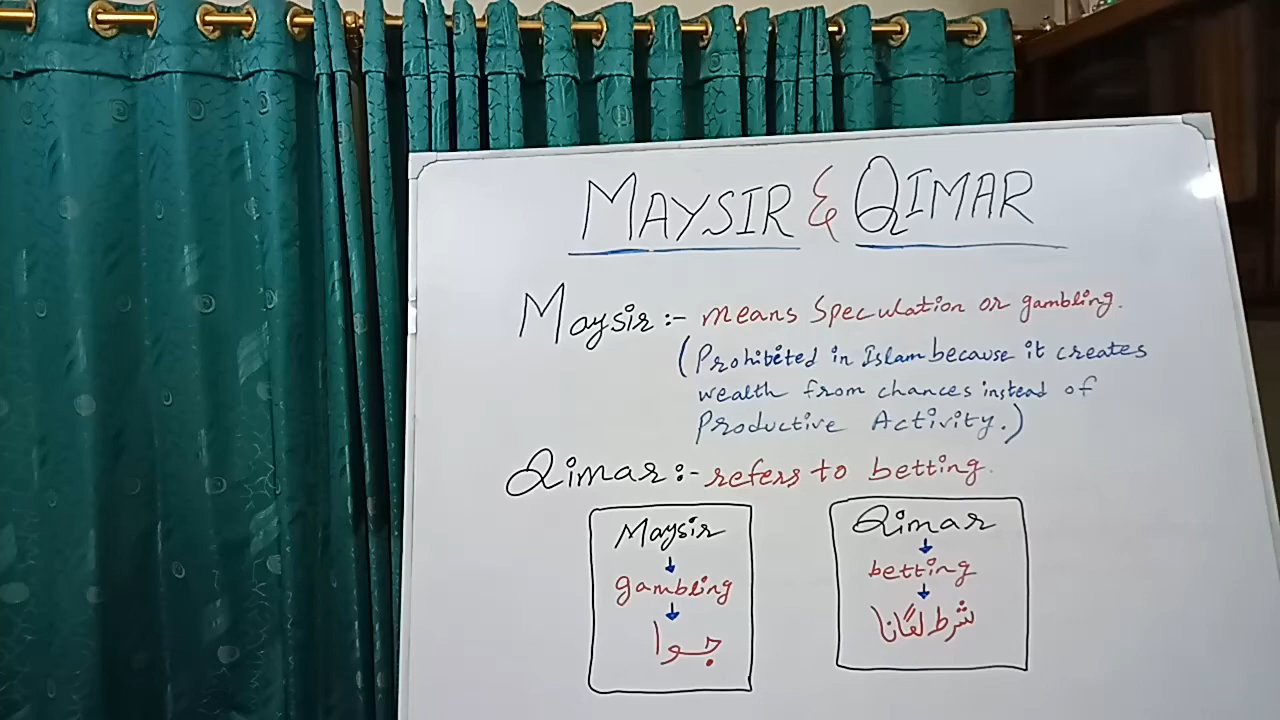 MAYSIR & QIMAR
Maysir :- means Speculation or gambling.
(Prohibited in Islam because it creates
wealth from chances instead of
Productive Activity.)
Qimar :- refers to betting.
Maysir
↓
gambling
↓
جوا
Qimar
↓
betting
↓
شرط لگانا